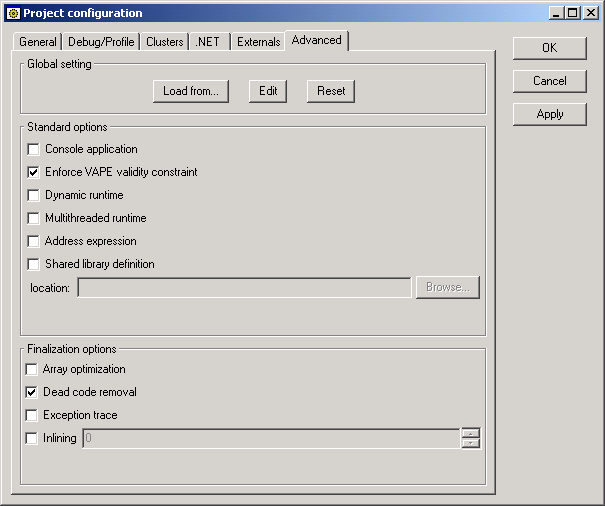 Project configuration
General Debug/Profile Clusters .NET Externals Advanced
OK
Cancel
Apply
Global setting
Load from... Edit Reset
Standard options
Console application
Enforce VAPE validity constraint
Dynamic runtime
Multithreaded runtime
Address expression
Shared library definition
location: Browse...
Finalization options
Array optimization
Dead code removal
Exception trace
Inlining 0